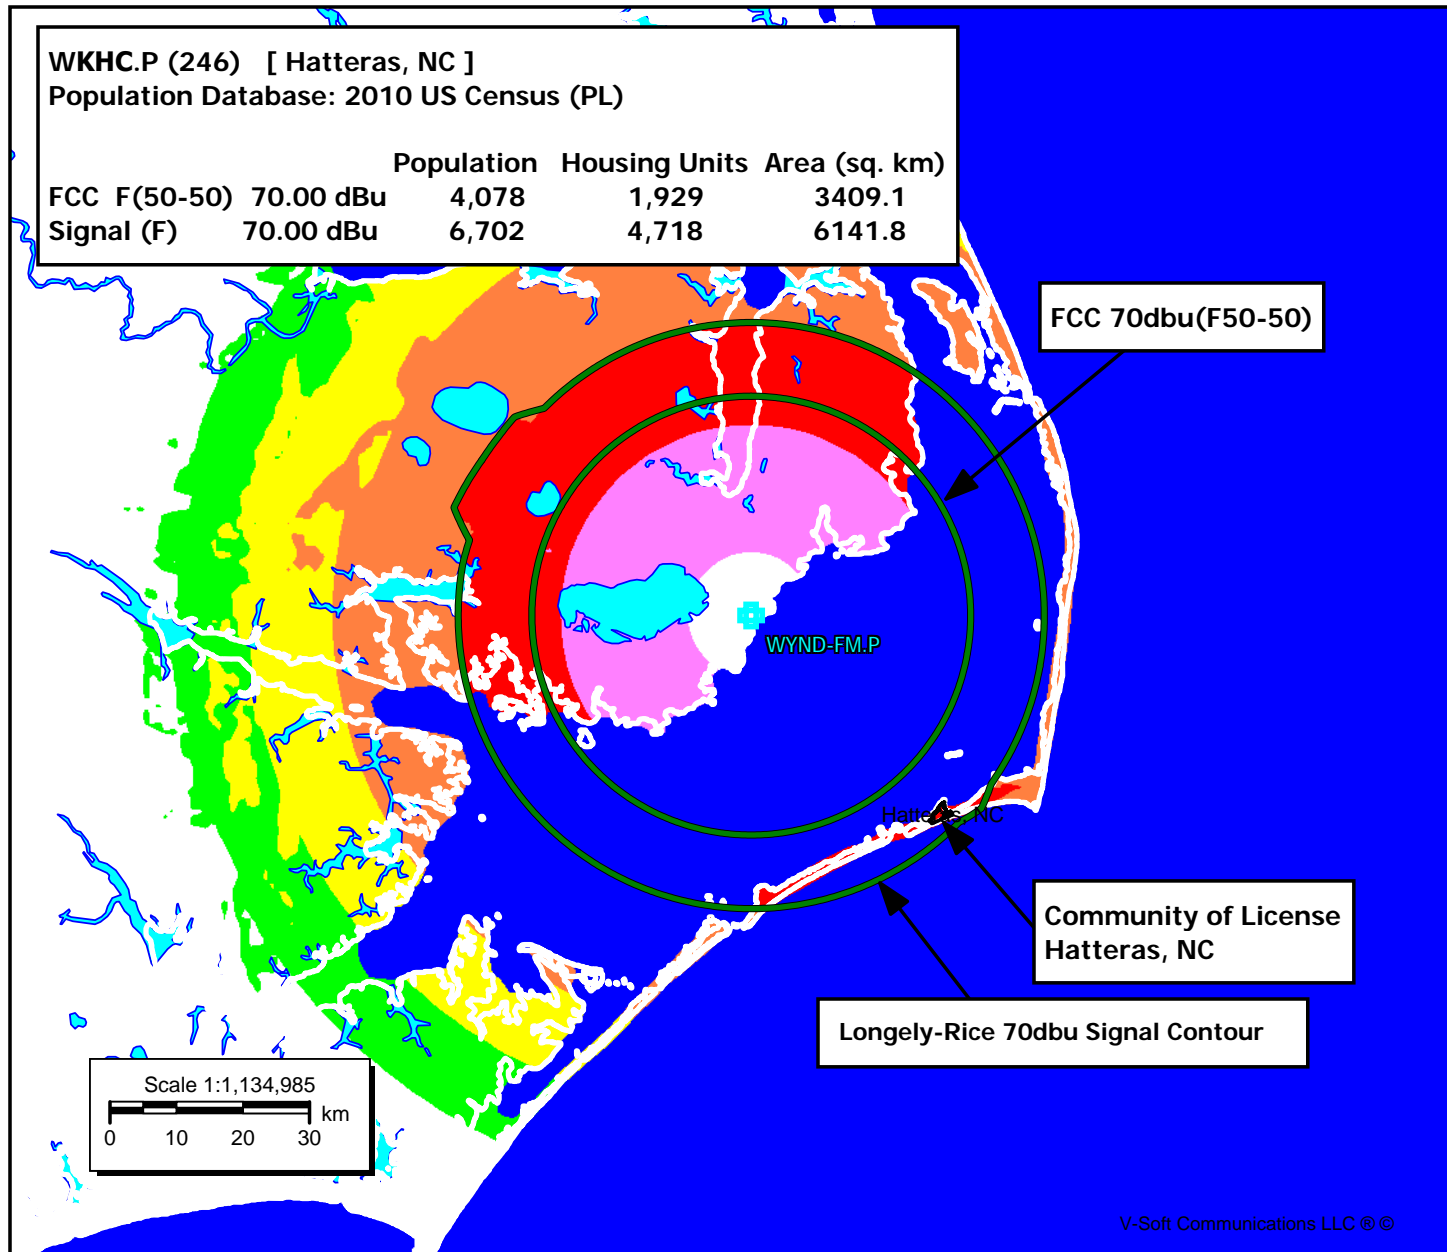 WKHC.P (246) [ Hatteras, NC ]
Population Database: 2010 US Census (PL)
Population Housing Units Area (sq. km)
FCC F(50-50) 70.00 dBu 4,078 1,929 3409.1
Signal (F) 70.00 dBu 6,702 4,718 6141.8
FCC 70dbu(F50-50)
WYND-FM.P
Hatteras, NC
Community of License
Hatteras, NC
Longely-Rice 70dbu Signal Contour
Scale 1:1,134,985
km
0 10 20 30
V-Soft Communications LLC ® ©